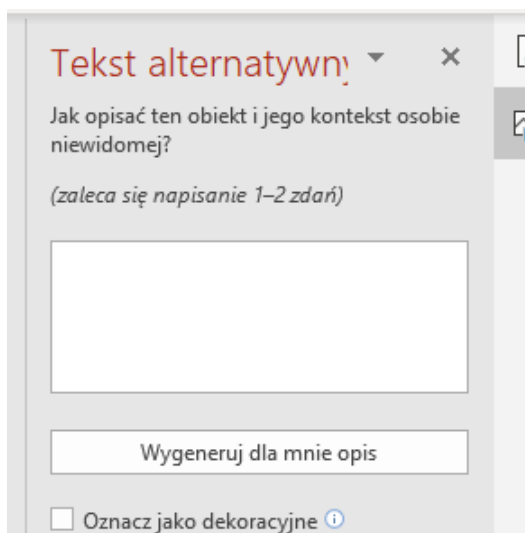 Tekst alternatywny
Jak opisać ten obiekt i jego kontekst osobie
niewidomej?
(zaleca się napisanie 1–2 zdań)
Wygeneruj dla mnie opis
Oznacz jako dekoracyjne